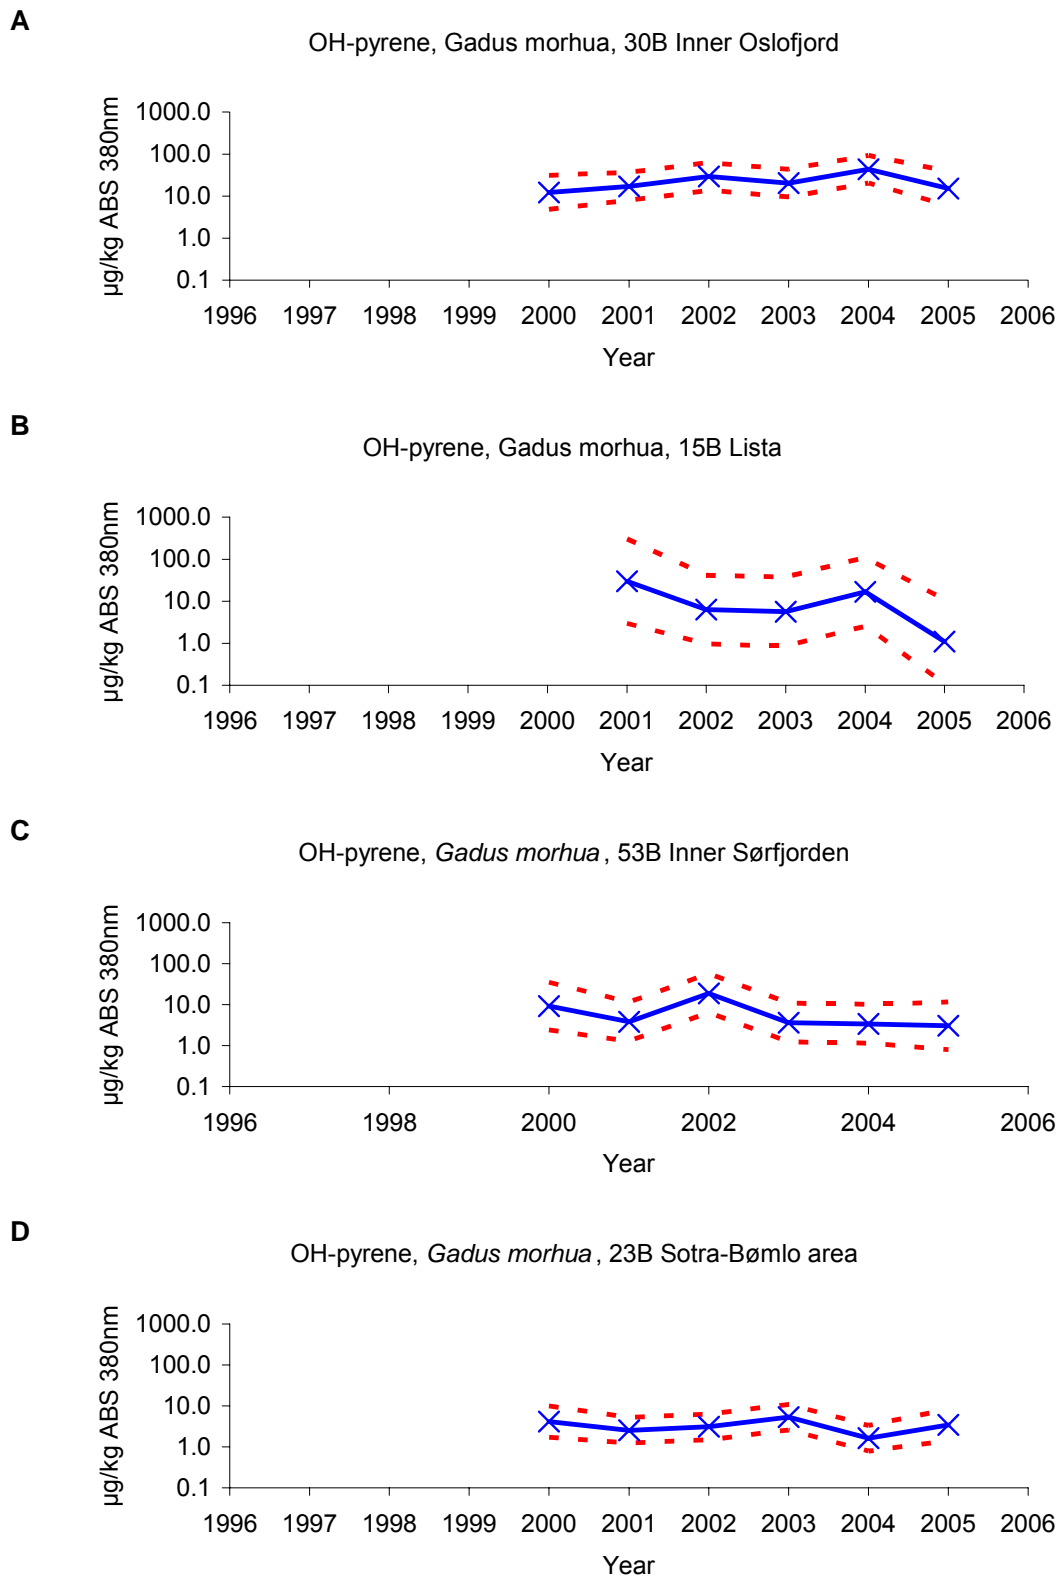 A
OH-pyrene, Gadus morhua, 30B Inner Oslofjord
µg/kg ABS 380nm
1000.0
100.0
10.0
1.0
0.1
1996 1997 1998 1999 2000 2001 2002 2003 2004 2005 2006
Year
B
OH-pyrene, Gadus morhua, 15B Lista
µg/kg ABS 380nm
1000.0
100.0
10.0
1.0
0.1
1996 1997 1998 1999 2000 2001 2002 2003 2004 2005 2006
Year
C
OH-pyrene, Gadus morhua, 53B Inner Sørfjorden
µg/kg ABS 380nm
1000.0
100.0
10.0
1.0
0.1
1996 1998 2000 2002 2004 2006
Year
D
OH-pyrene, Gadus morhua, 23B Sotra-Bømlo area
µg/kg ABS 380nm
1000.0
100.0
10.0
1.0
0.1
1996 1997 1998 1999 2000 2001 2002 2003 2004 2005 2006
Year